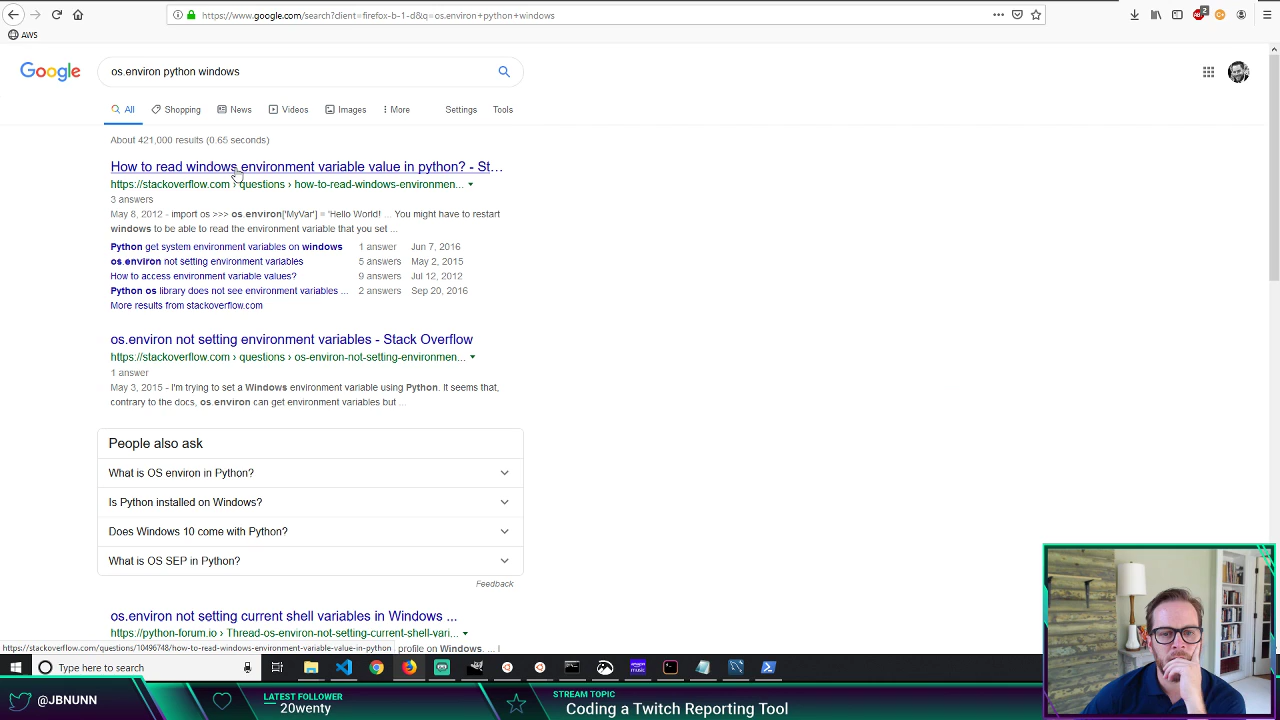 https://www.google.com/search?client=firefox-b-1-d&q=os.environ+python+windows
2
AWS
Google
os.environ python windows
All
Shopping
News
Videos
Images
More
Settings
Tools
About 421,000 results (0.65 seconds)
How to read windows environment variable value in python? - St...
https://stackoverflow.com › questions › how-to-read-windows-environmen...
3 answers
May 8, 2012 - import os >>> os.environ['MyVar'] = 'Hello World! ... You might have to restart
windows to be able to read the environment variable that you set ...
Python get system environment variables on windows 1 answer Jun 7, 2016
os.environ not setting environment variables 5 answers May 2, 2015
How to access environment variable values? 9 answers Jul 12, 2012
Python os library does not see environment variables ... 2 answers Sep 20, 2016
More results from stackoverflow.com
os.environ not setting environment variables - Stack Overflow
https://stackoverflow.com › questions › os-environ-not-setting-environmen...
1 answer
May 3, 2015 - I'm trying to set a Windows environment variable using Python. It seems that,
contrary to the docs, os.environ can get environment variables but ...
People also ask
What is OS environ in Python?
Is Python installed on Windows?
Does Windows 10 come with Python?
What is OS SEP in Python?
Feedback
os.environ not setting current shell variables in Windows ...
https://python-forum.io › Thread-os-environ-not-setting-current-shell-vari...
https://stackoverflow.com/questions/10496748/how-to-read-windows-environment-variable-value-in-python
profile on Windows. ... I
Type here to search
@JBNUNN
LATEST FOLLOWER
20wenty
STREAM TOPIC
Coding a Twitch Reporting Tool